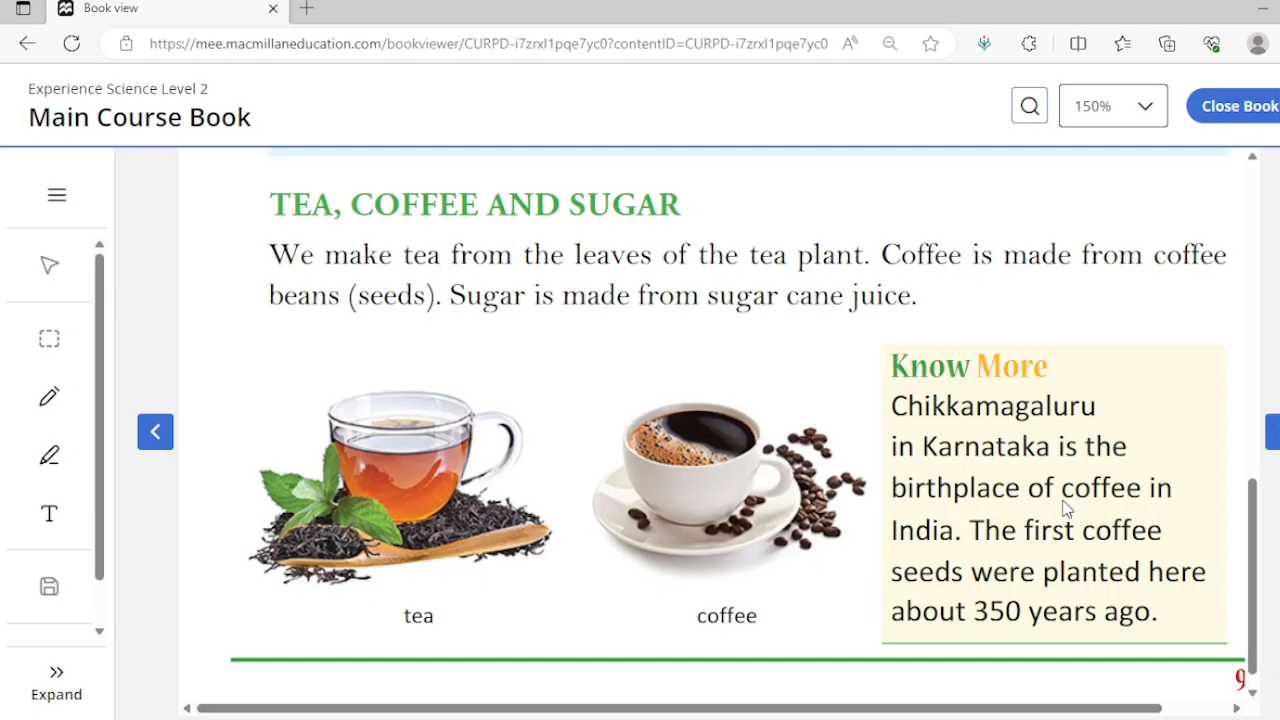 Book view
https://mee.macmillaneducation.com/bookviewer/CURPD-i7zrxl1pqe7yc0?contentID=CURPD-i7zrxl1pqe7yc0
Experience Science Level 2
Main Course Book
150%
Close Book
TEA, COFFEE AND SUGAR
We make tea from the leaves of the tea plant. Coffee is made from coffee
beans (seeds). Sugar is made from sugar cane juice.
Know More
Chikkamagaluru
in Karnataka is the
birthplace of coffee in
India. The first coffee
seeds were planted here
about 350 years ago.
tea
coffee
9
Expand